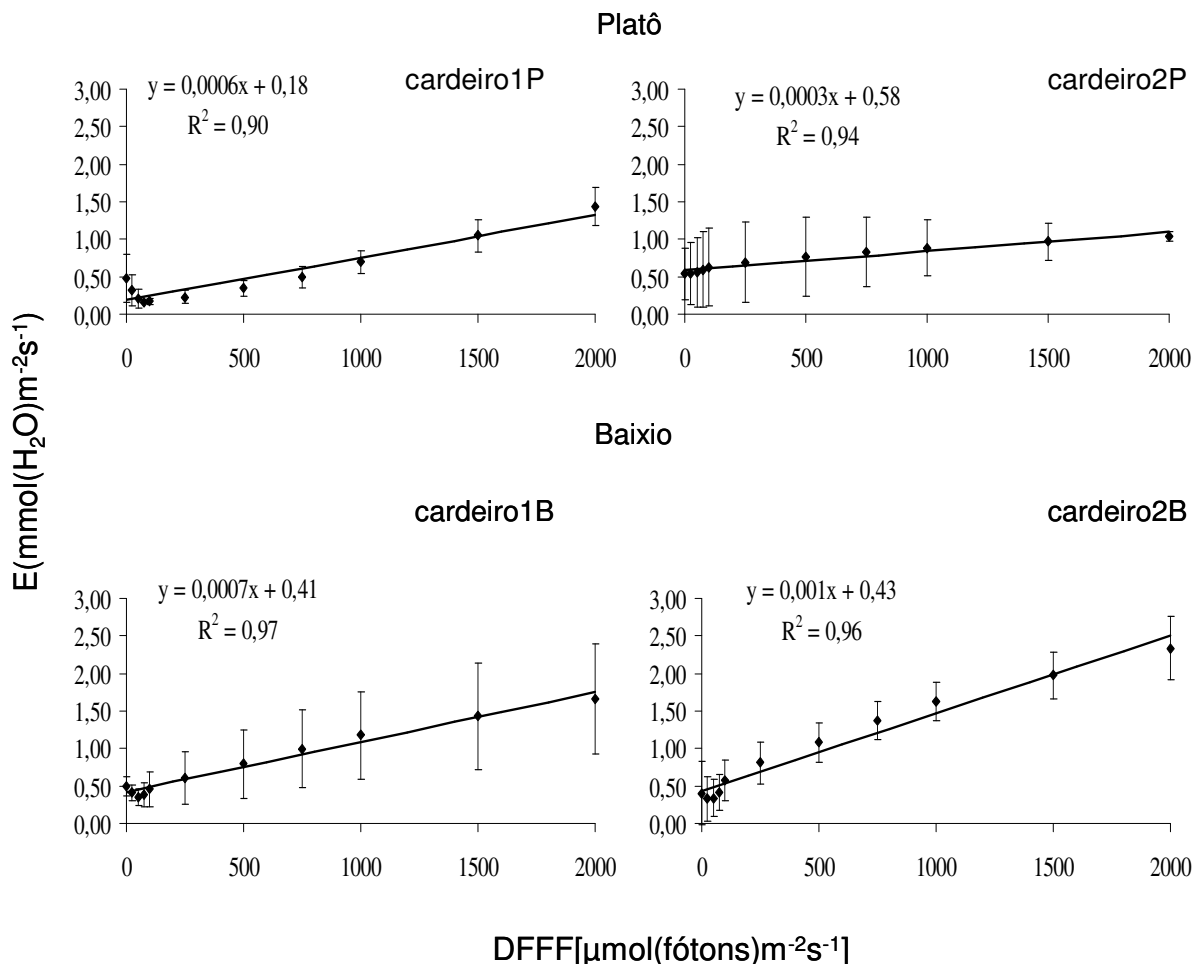 Platô
cardeiro1P
y = 0,0006x + 0,18
R² = 0,90
3,00
2,50
2,00
1,50
1,00
0,50
0,00
0 500 1000 1500 2000
cardeiro2P
y = 0,0003x + 0,58
R² = 0,94
3,00
2,50
2,00
1,50
1,00
0,50
0,00
0 500 1000 1500 2000
E(mmol(H₂O)m⁻²s⁻¹)
Baixio
cardeiro1B
y = 0,0007x + 0,41
R² = 0,97
3,00
2,50
2,00
1,50
1,00
0,50
0,00
0 500 1000 1500 2000
cardeiro2B
y = 0,001x + 0,43
R² = 0,96
3,00
2,50
2,00
1,50
1,00
0,50
0,00
0 500 1000 1500 2000
DFFF[µmol(fótons)m⁻²s⁻¹]